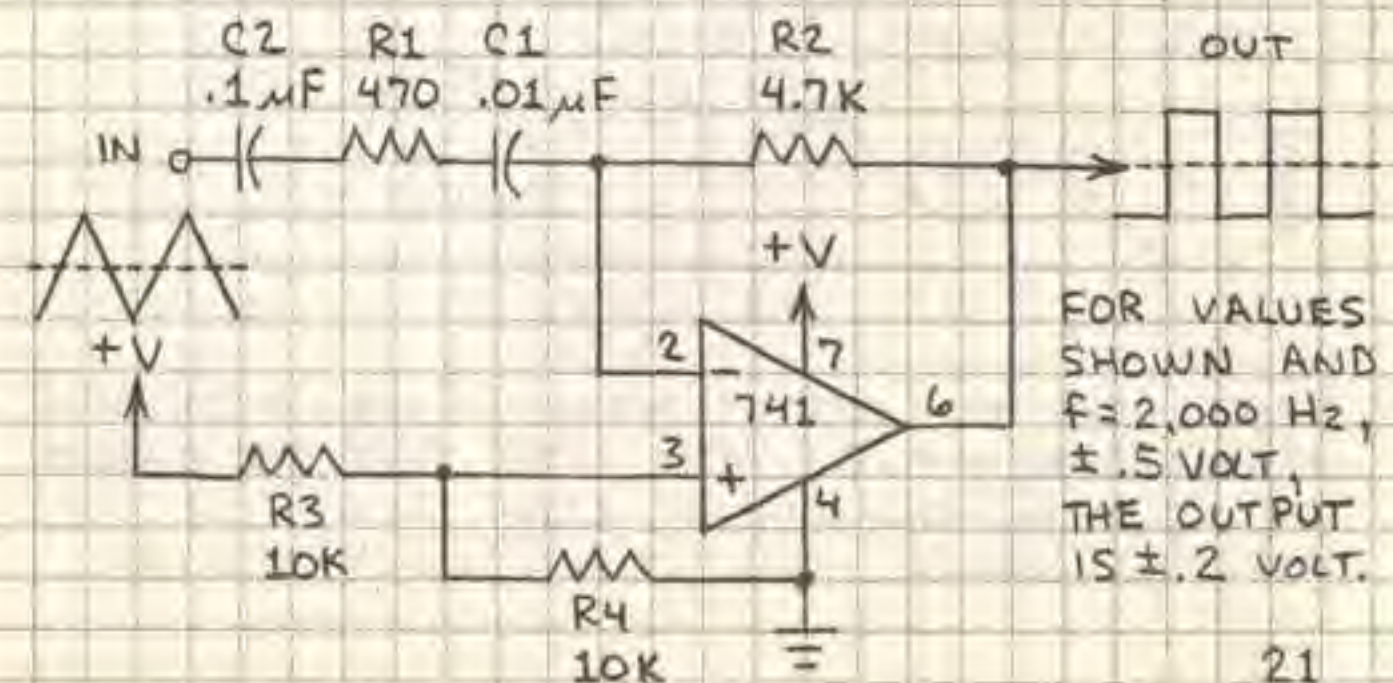 C2 R1 C1 R2 OUT
.1µF 470 .01µF 4.7K
IN
+V
+V
2 - 7
741 6
3 +
4
R3
10K
R4
10K
FOR VALUES
SHOWN AND
f = 2,000 Hz,
± .5 VOLT,
THE OUTPUT
IS ±.2 VOLT.
21